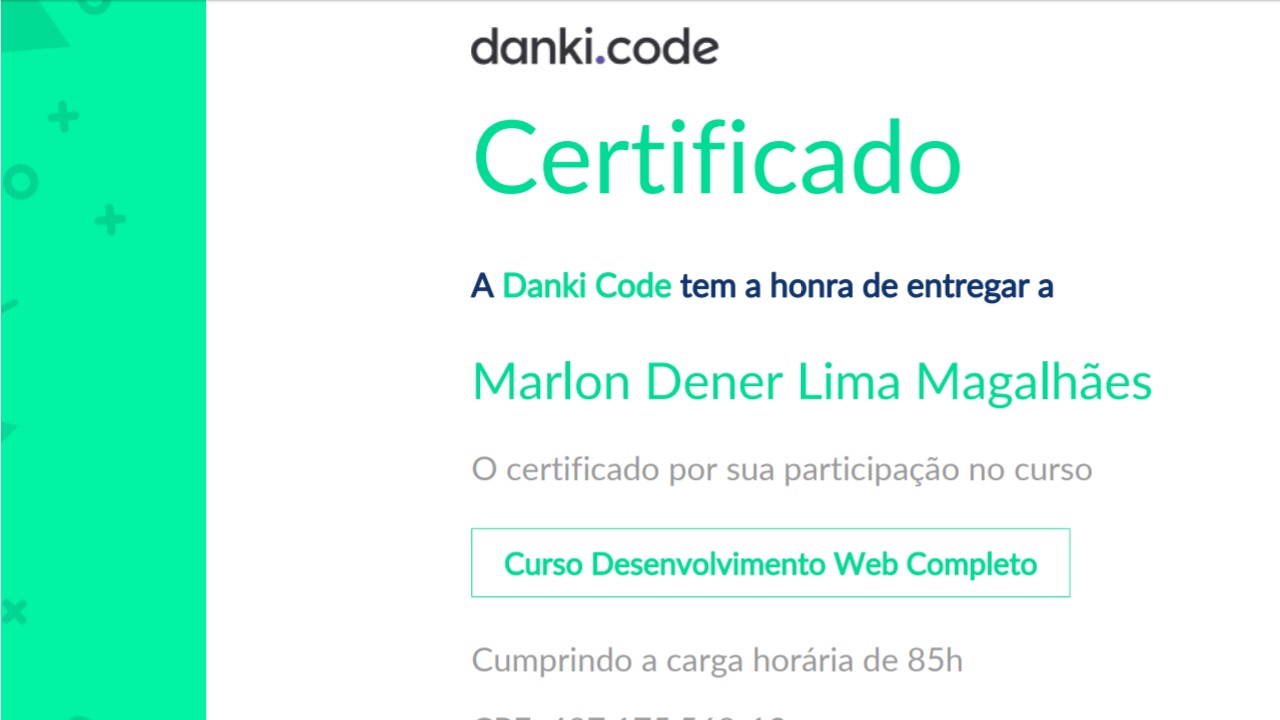 danki.code
Certificado
A Danki Code tem a honra de entregar a
Marlon Dener Lima Magalhães
O certificado por sua participação no curso
Curso Desenvolvimento Web Completo
Cumprindo a carga horária de 85h